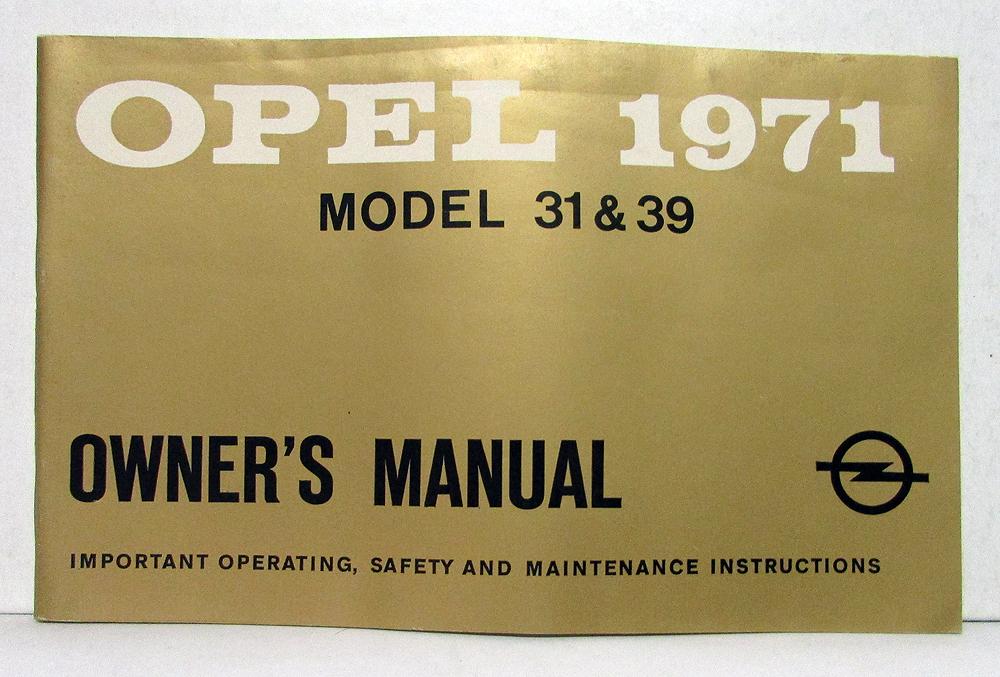 OPEL 1971
MODEL 31 & 39
OWNER'S MANUAL
IMPORTANT OPERATING, SAFETY AND MAINTENANCE INSTRUCTIONS